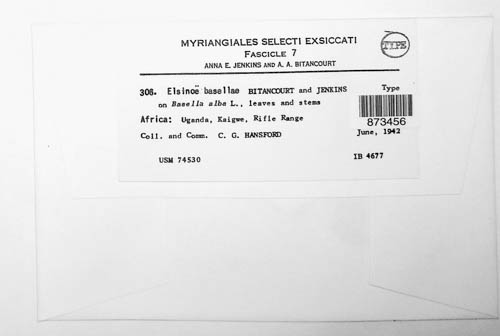 MYRIANGIALES SELECTI EXSICCATI
FASCICLE 7
ANNA E. JENKINS AND A. A. BITANCOURT
TYPE
306. Elsinoë basellae BITANCOURT and JENKINS
on Basella alba L., leaves and stems
Africa: Uganda, Kaigwe, Rifle Range
Coll. and Comm. C. G. HANSFORD
Type
873456
June, 1942
USM 74530
IB 4677